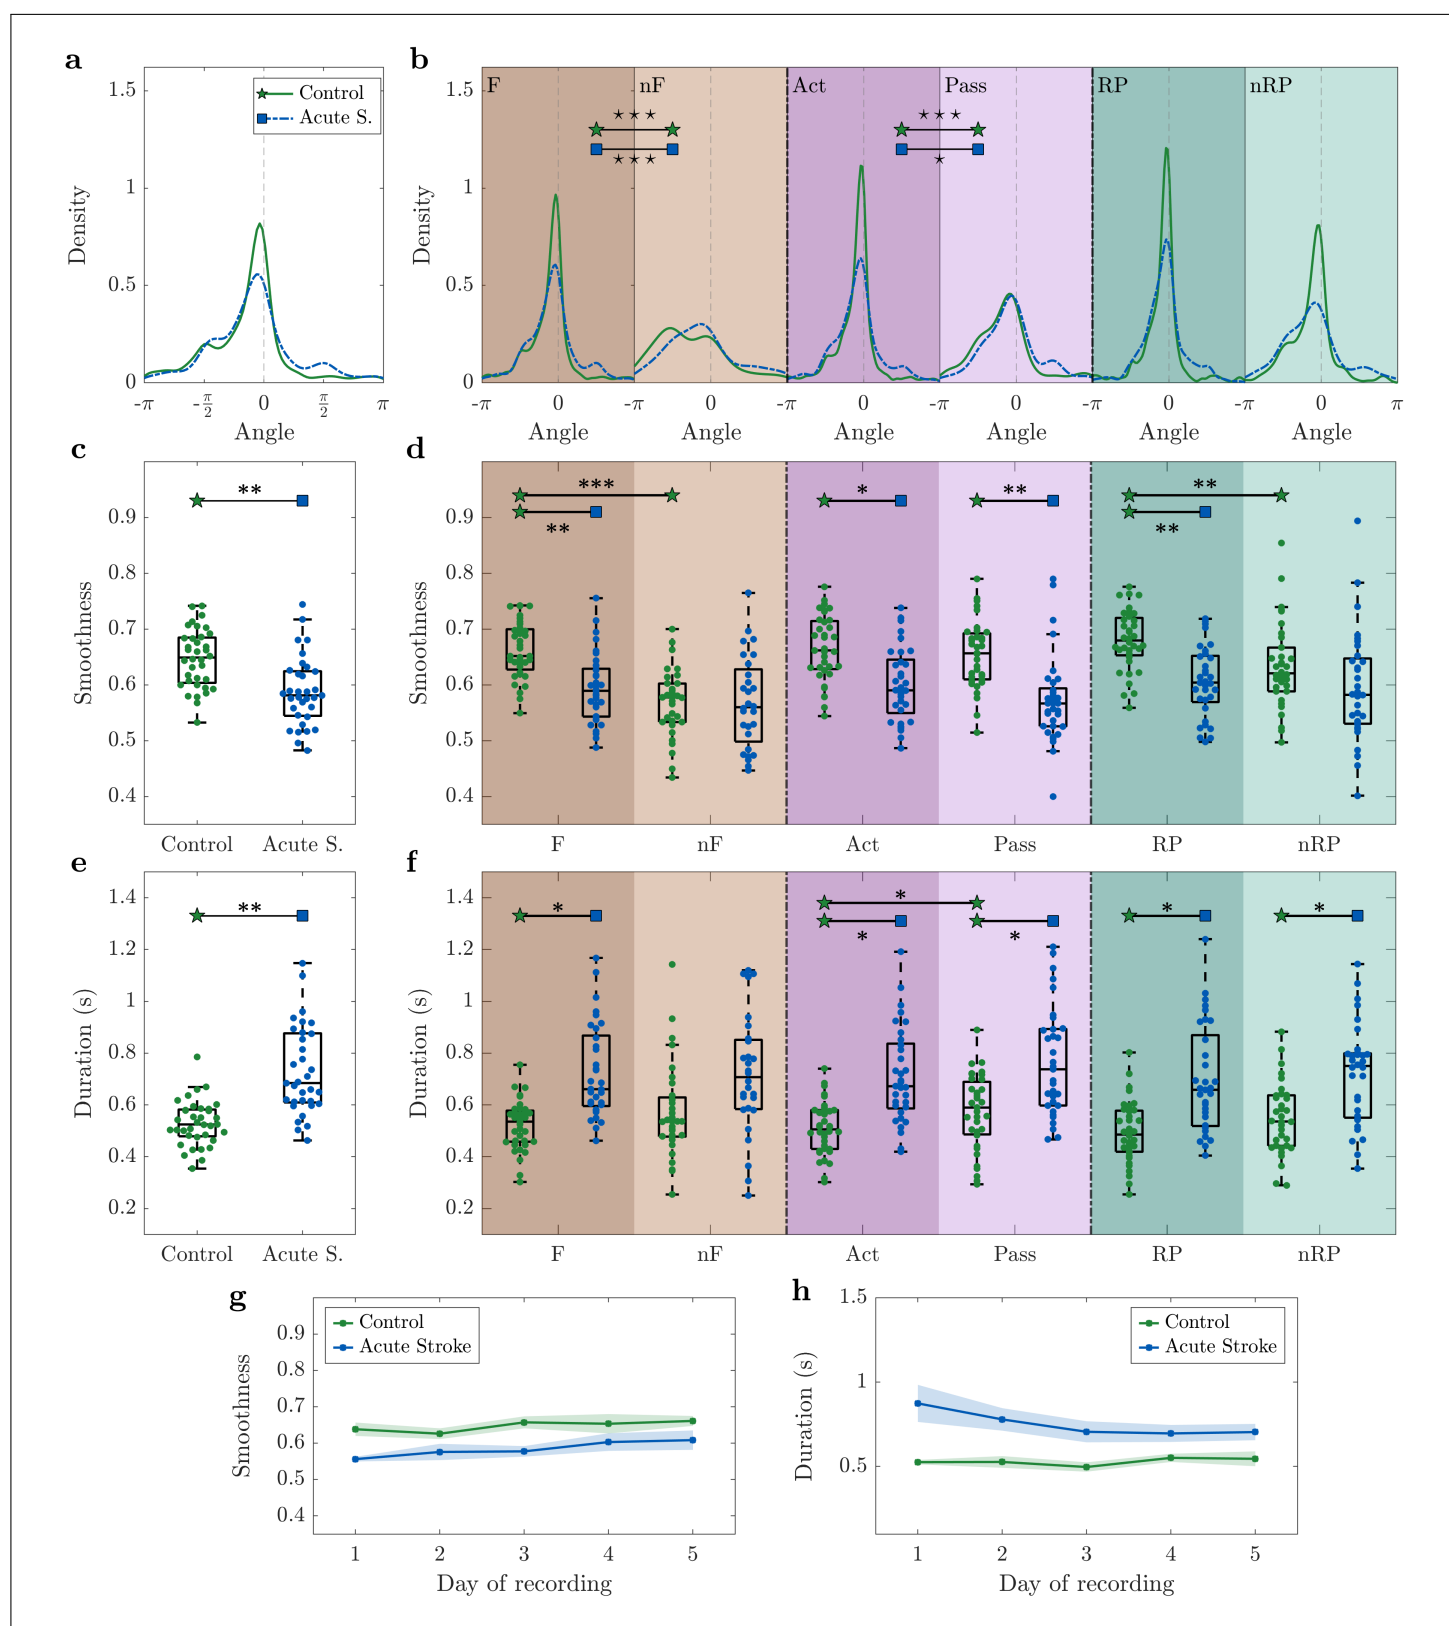 a
b
1.5
1
0.5
0
Density
Control
Acute S.
-π
-π/2
0
π/2
π
Angle
Density
1.5
1
0.5
0
F
nF
Act
Pass
RP
nRP
⋆⋆⋆
⋆⋆⋆
⋆⋆⋆
⋆
-π 0 -π 0 -π 0 -π 0 -π 0 -π 0 π
Angle Angle Angle Angle Angle Angle
c
d
Smoothness
0.9
0.8
0.7
0.6
0.5
0.4
**
Control Acute S.
Smoothness
0.9
0.8
0.7
0.6
0.5
0.4
***
**
*
**
**
**
F nF Act Pass RP nRP
e
f
Duration (s)
1.4
1.2
1
0.8
0.6
0.4
0.2
**
Control Acute S.
Duration (s)
1.4
1.2
1
0.8
0.6
0.4
0.2
*
*
*
*
*
*
F nF Act Pass RP nRP
g
Smoothness
0.9
0.8
0.7
0.6
0.5
0.4
Control
Acute Stroke
1 2 3 4 5
Day of recording
h
Duration (s)
1.5
1
0.5
Control
Acute Stroke
1 2 3 4 5
Day of recording